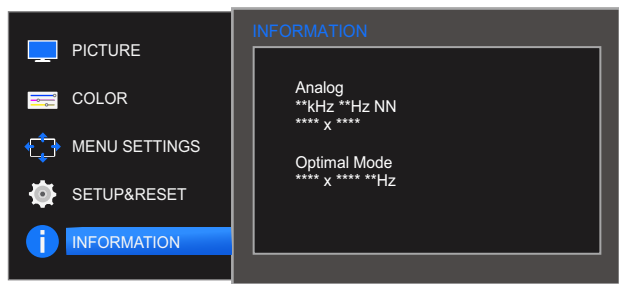 PICTURE
COLOR
MENU SETTINGS
SETUP&RESET
INFORMATION
INFORMATION
Analog
**kHz **Hz NN
**** x ****
Optimal Mode
**** x **** **Hz